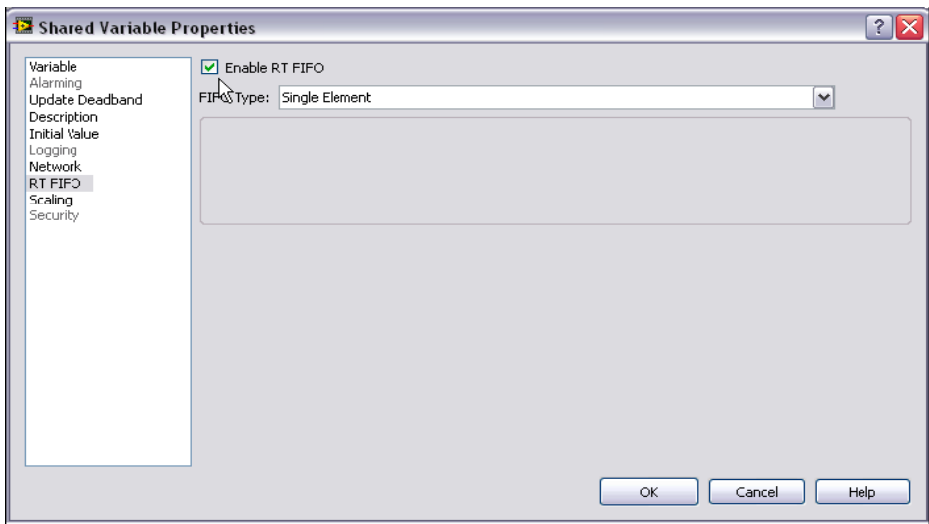 Shared Variable Properties
Variable
Alarming
Update Deadband
Description
Initial Value
Logging
Network
RT FIFO
Scaling
Security
Enable RT FIFO
FIFO Type: Single Element
OK Cancel Help